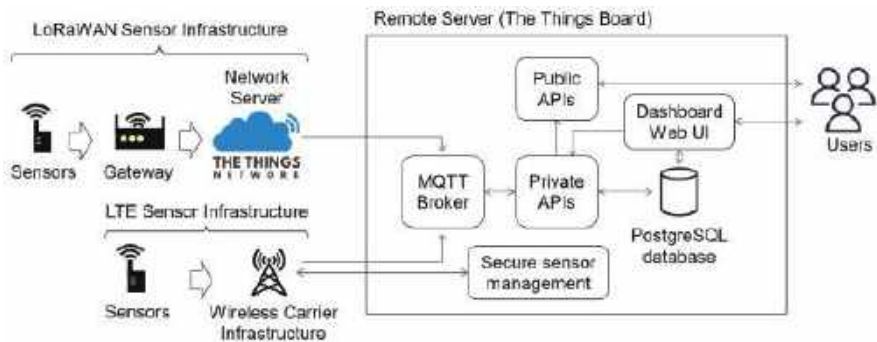 LoRaWAN Sensor Infrastructure
Remote Server (The Things Board)
Network
Server
Public
APIs
Dashboard
Web UI
Users
THE THINGS
NETWORK
Sensors
Gateway
MQTT
Broker
Private
APIs
PostgreSQL
database
LTE Sensor Infrastructure
Secure sensor
management
Sensors
Wireless Carrier
Infrastructure